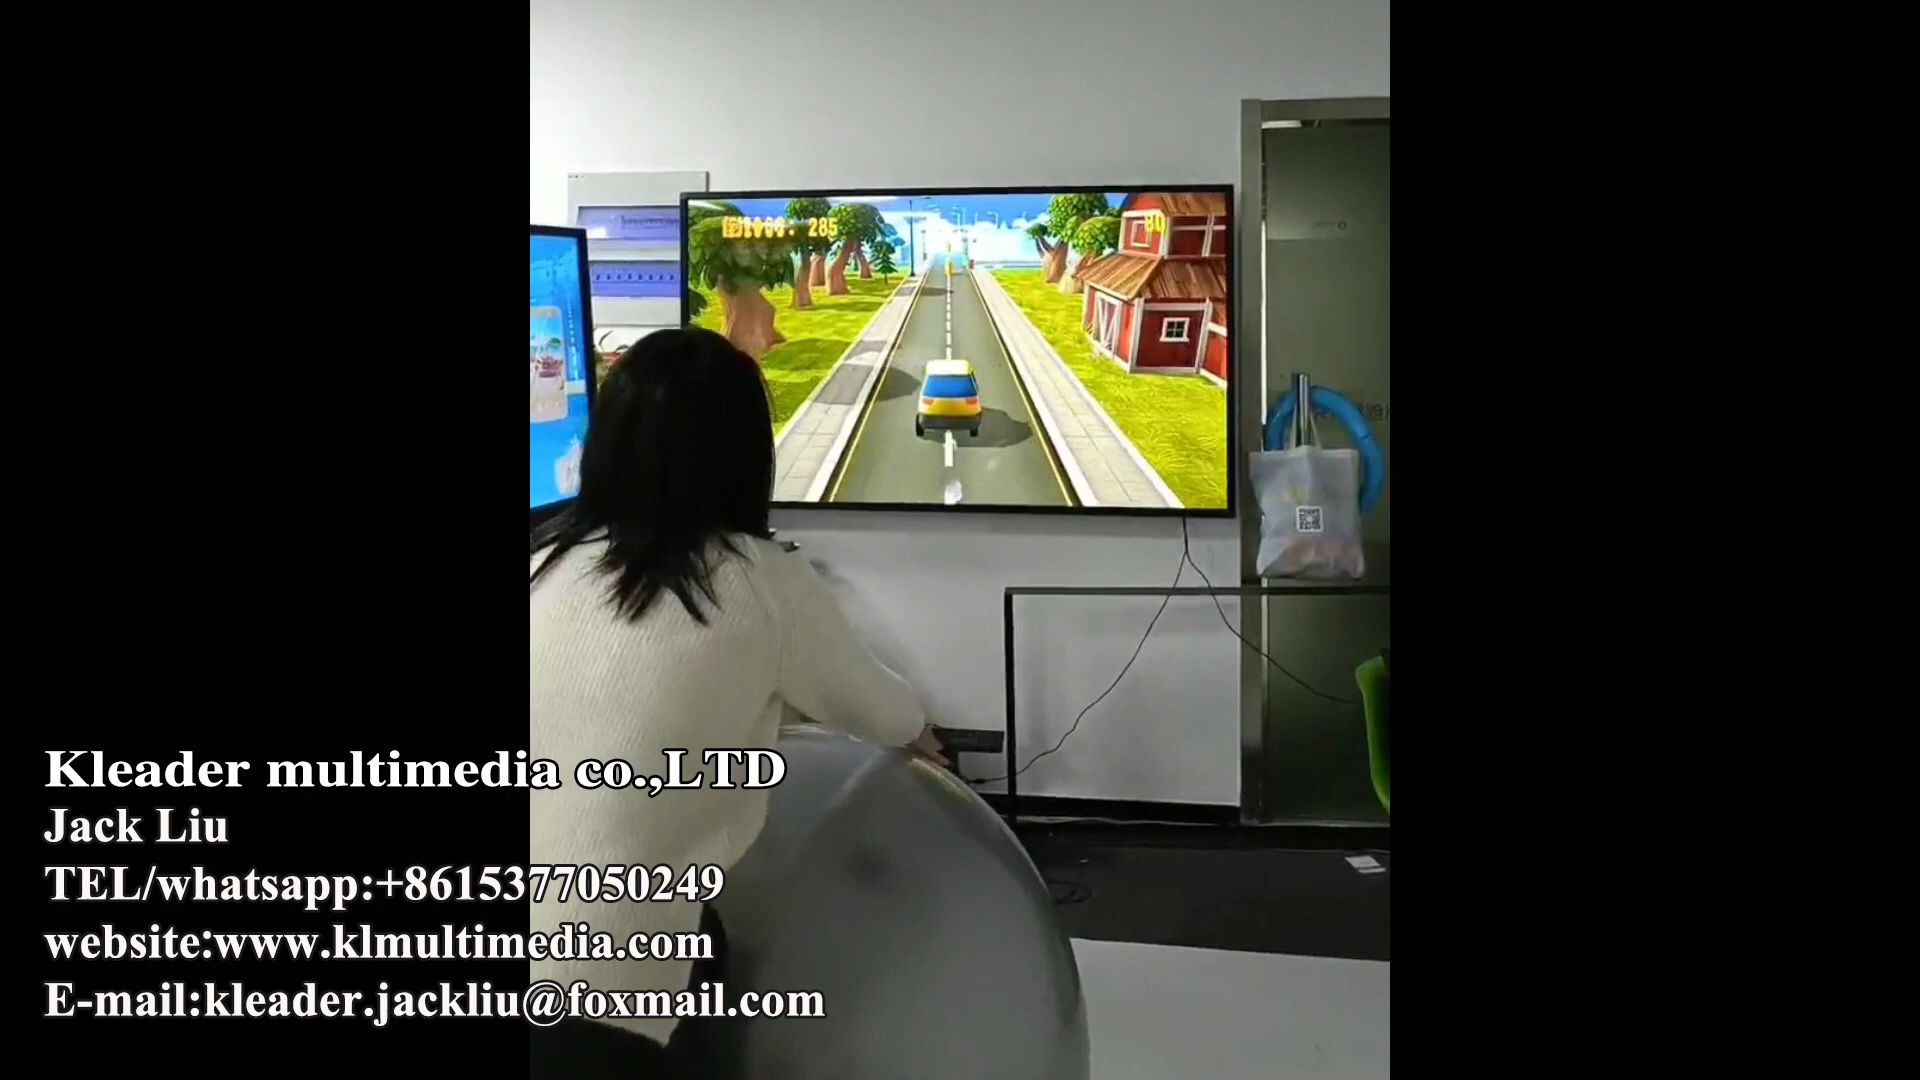 285
80
Kleader multimedia co.,LTD
Jack Liu
TEL/whatsapp:+8615377050249
website:www.klmultimedia.com
E-mail:kleader.jackliu@foxmail.com